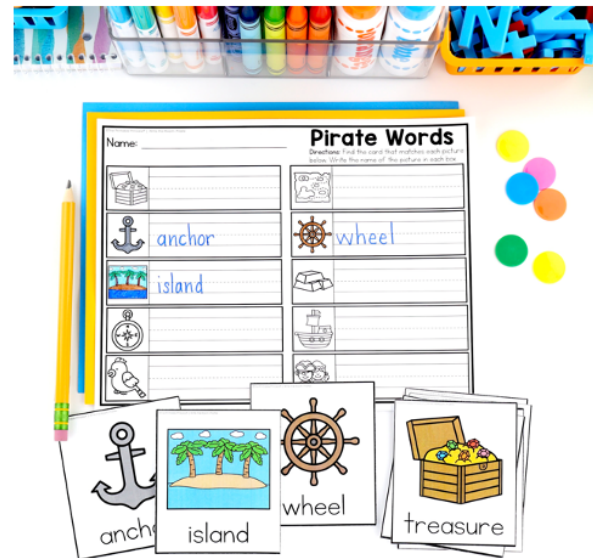 Name:
Pirate Words
Directions: Find the card that matches each picture
below. Write the name of the picture in each box.
anchor
wheel
island
wheel
island
treasure